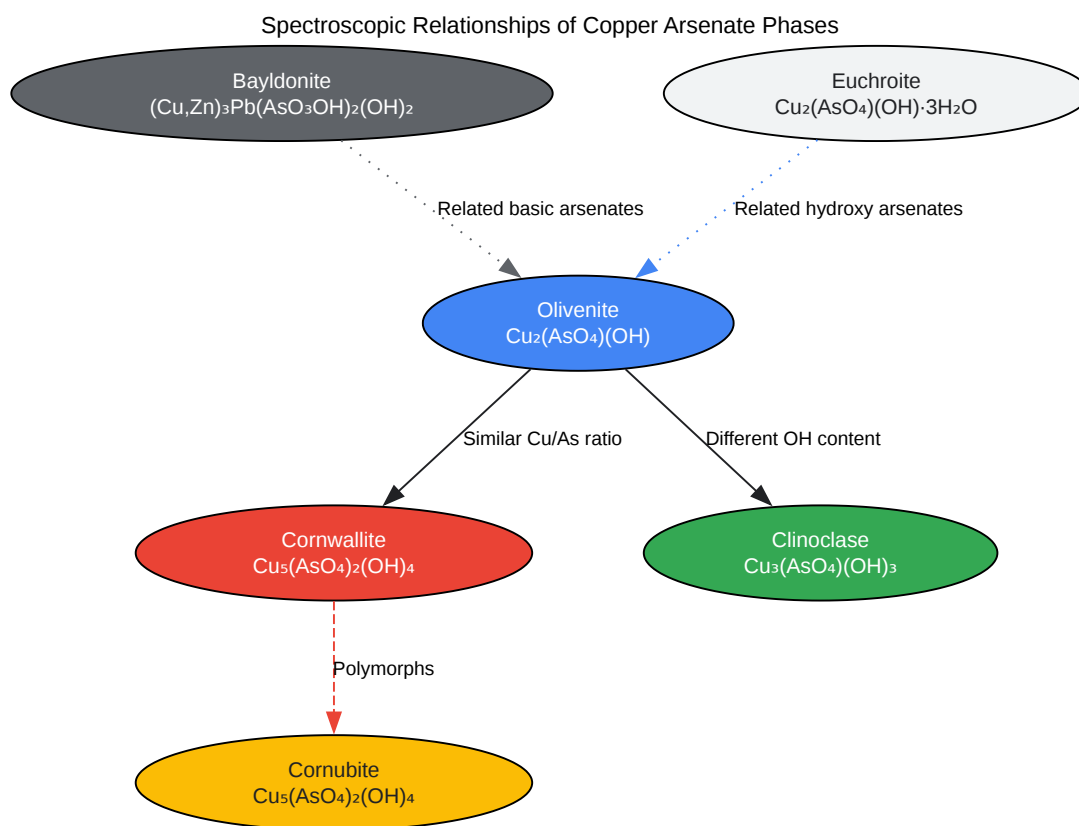 Spectroscopic Relationships of Copper Arsenate Phases
Bayldonite
(Cu,Zn)₃Pb(AsO₃OH)₂(OH)₂
Euchroite
Cu₂(AsO₄)(OH)·3H₂O
Related basic arsenates
Related hydroxy arsenates
Olivenite
Cu₂(AsO₄)(OH)
Similar Cu/As ratio
Different OH content
Cornwallite
Cu₅(AsO₄)₂(OH)₄
Clinoclase
Cu₃(AsO₄)(OH)₃
Polymorphs
Cornubite
Cu₅(AsO₄)₂(OH)₄